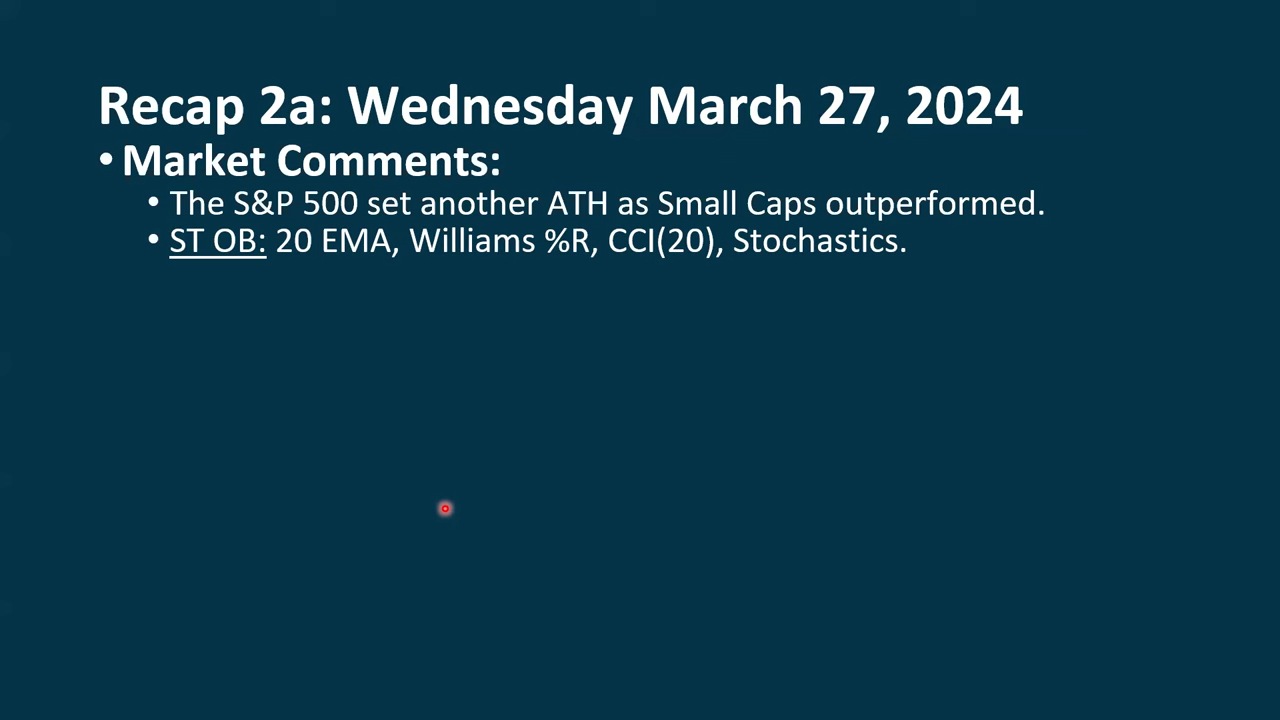 Recap 2a: Wednesday March 27, 2024
• Market Comments:
• The S&P 500 set another ATH as Small Caps outperformed.
• ST OB: 20 EMA, Williams %R, CCI(20), Stochastics.